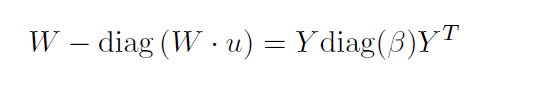 W − diag (W · u) = Y diag(β)Y^T